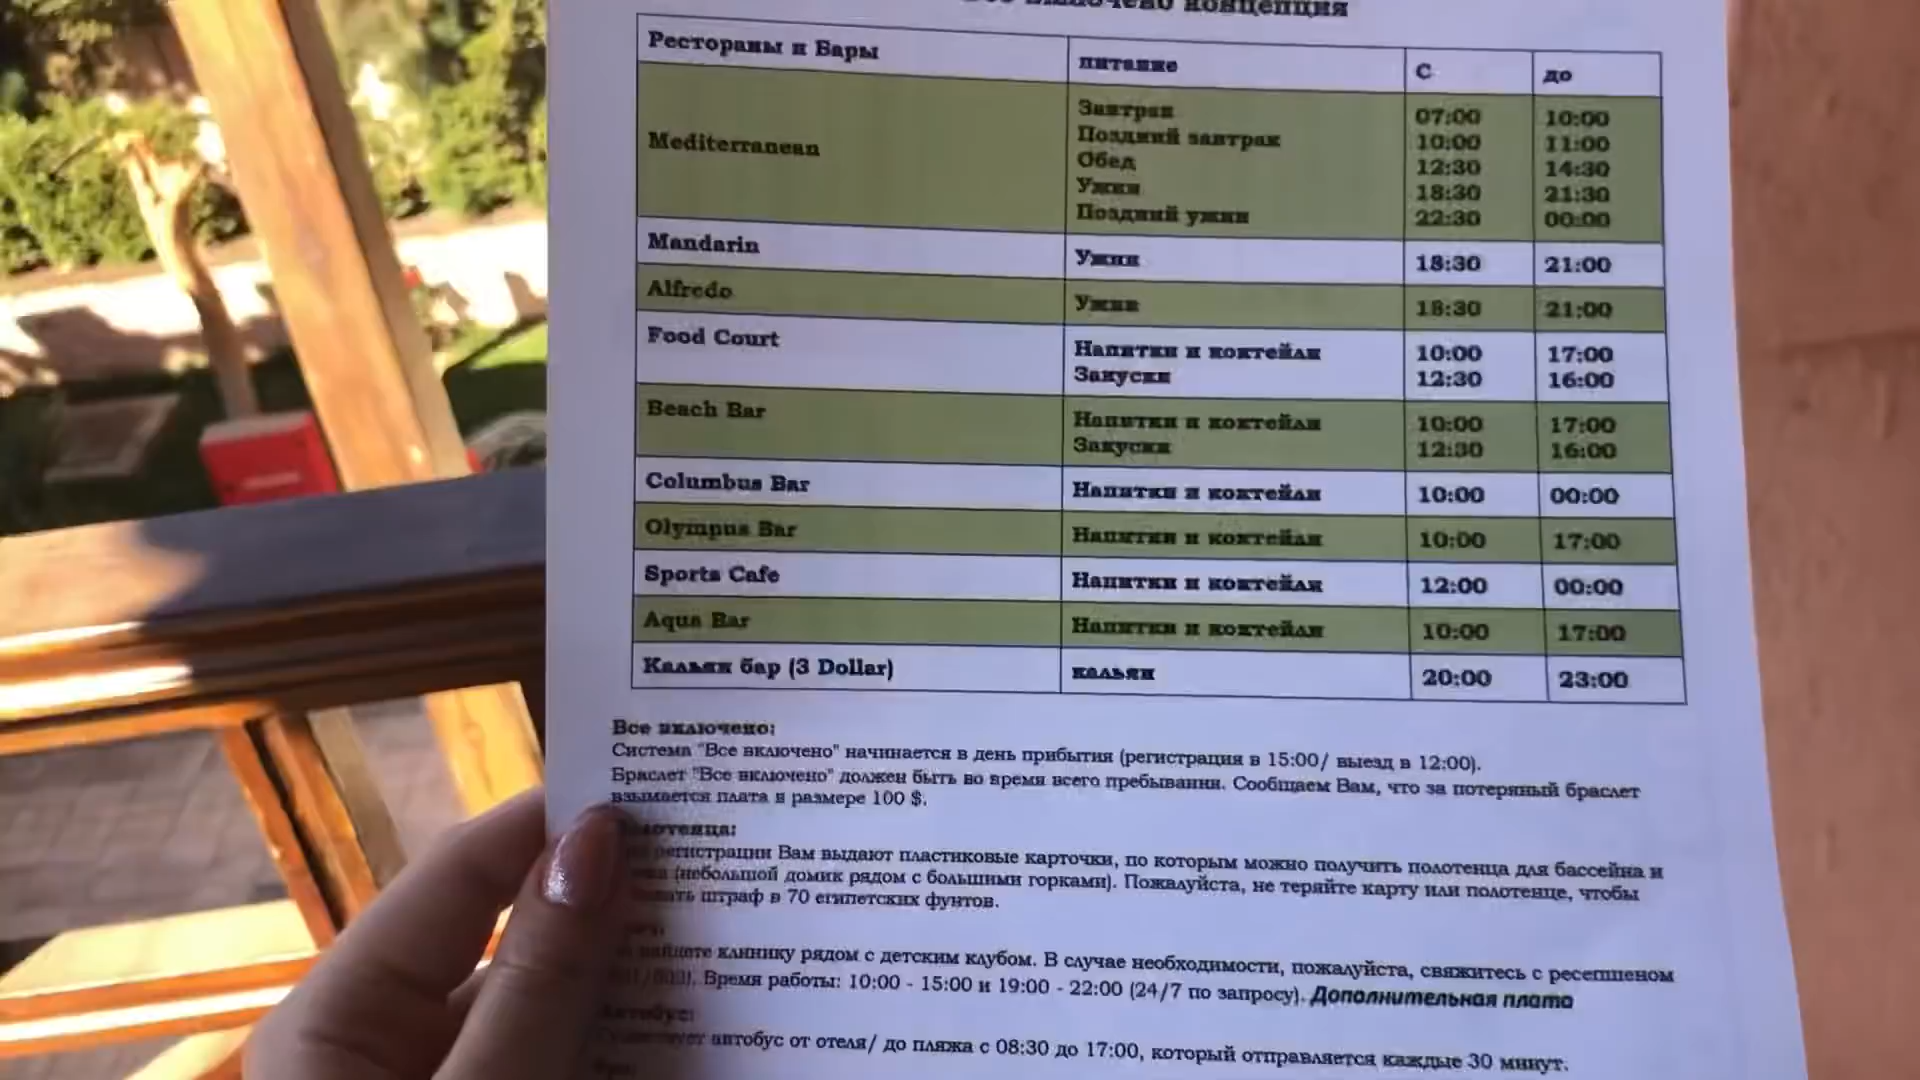 концепция
Рестораны и Бары питание С до
Mediterranean
Завтрак 07:00 10:00
Поздний завтрак 10:00 11:00
Обед 12:30 14:30
Ужин 18:30 21:30
Поздний ужин 22:30 00:00
Mandarin Ужин 18:30 21:00
Alfredo Ужин 18:30 21:00
Food Court Напитки и коктейли 10:00 17:00
Закуски 12:30 16:00
Beach Bar Напитки и коктейли 10:00 17:00
Закуски 12:30 16:00
Columbus Bar Напитки и коктейли 10:00 00:00
Olympus Bar Напитки и коктейли 10:00 17:00
Sports Cafe Напитки и коктейли 12:00 00:00
Aqua Bar Напитки и коктейли 10:00 17:00
Кальян бар (3 Dollar) кальян 20:00 23:00
Все включено:
Система "Все включено" начинается в день прибытия (регистрация в 15:00/ выезд в 12:00).
Браслет "Все включено" должен быть во время всего пребывания. Сообщаем Вам, что за потеряный браслет
взымается плата в размере 100 $.
регистрации Вам выдают пластиковые карточки, по которым можно получить полотенца для бассейна и
(небольшой домик рядом с большими горками). Пожалуйста, не теряйте карту или полотенце, чтобы
штраф в 70 египетских фунтов.
клинику рядом с детским клубом. В случае необходимости, пожалуйста, свяжитесь с ресепшеном
Время работы: 10:00 - 15:00 и 19:00 - 22:00 (24/7 по запросу). Дополнительная плата
автобус от отеля/ до пляжа с 08:30 до 17:00, который отправляется каждые 30 минут.